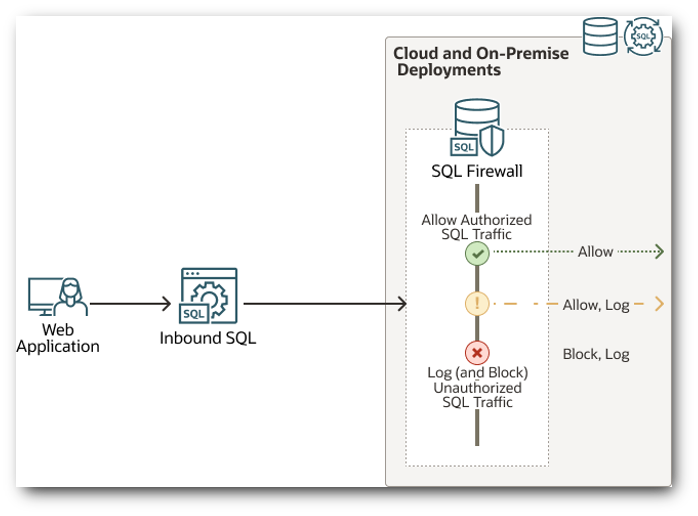 SQL
Cloud and On-Premise
Deployments
SQL
SQL Firewall
Allow Authorized
SQL Traffic
Allow
Allow, Log
Block, Log
Log (and Block)
Unauthorized
SQL Traffic
Web
Application
SQL
Inbound SQL